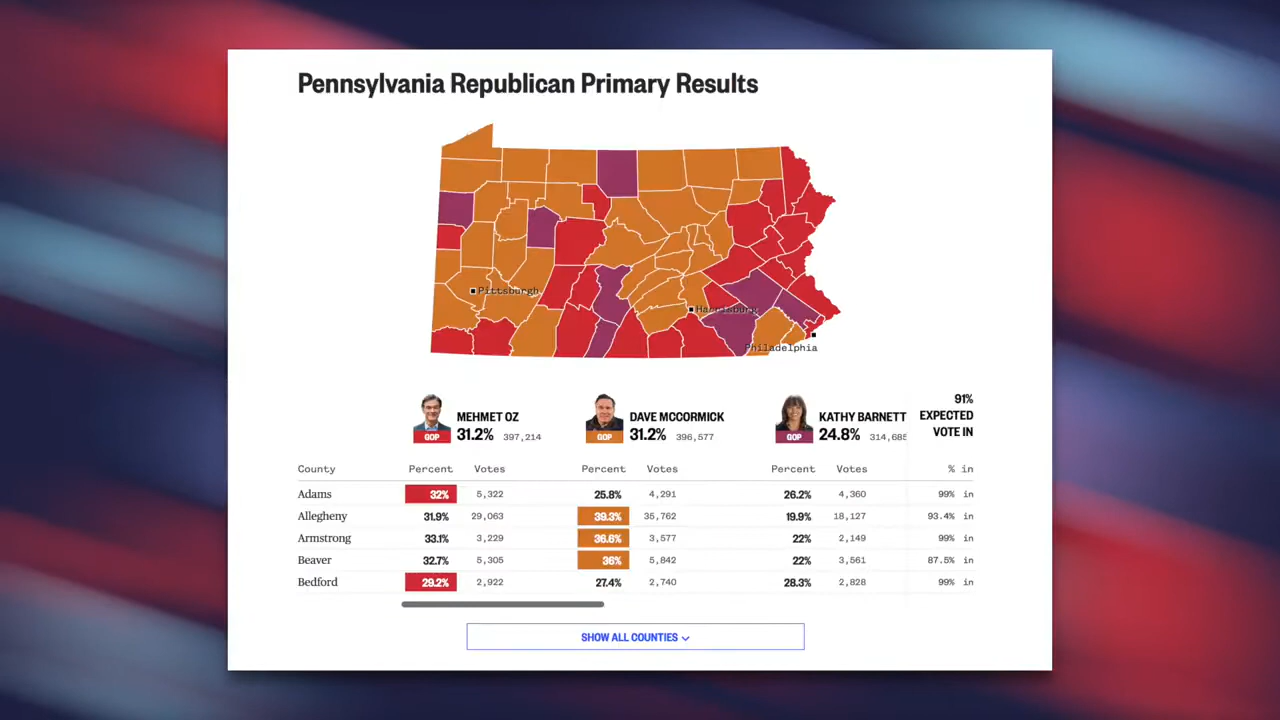 Pennsylvania Republican Primary Results
Pittsburgh
Harrisburg
Philadelphia
MEHMET OZ
GOP 31.2% 397,214
DAVE MCCORMICK
GOP 31.2% 396,577
KATHY BARNETT
GOP 24.8% 314,685
91%
EXPECTED
VOTE IN
County Percent Votes Percent Votes Percent Votes % in
Adams 32% 5,322 25.8% 4,291 26.2% 4,360 99% in
Allegheny 31.9% 29,063 39.3% 35,762 19.9% 18,127 93.4% in
Armstrong 33.1% 3,229 36.6% 3,577 22% 2,149 99% in
Beaver 32.7% 5,305 36% 5,842 22% 3,561 87.5% in
Bedford 29.2% 2,922 27.4% 2,740 28.3% 2,828 99% in
SHOW ALL COUNTIES